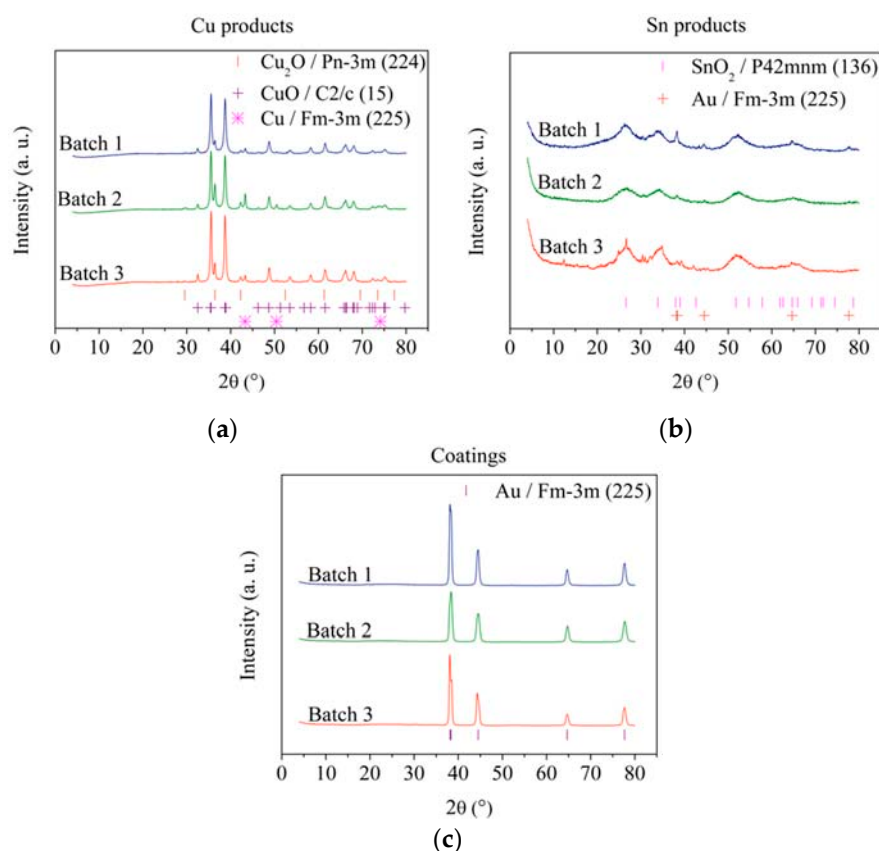 Cu products
Cu₂O / Pn-3m (224)
CuO / C2/c (15)
Cu / Fm-3m (225)
Batch 1
Batch 2
Batch 3
Intensity (a. u.)
0 10 20 30 40 50 60 70 80
2θ (°)
(a)
Sn products
SnO₂ / P42mnm (136)
Au / Fm-3m (225)
Batch 1
Batch 2
Batch 3
Intensity (a. u.)
0 10 20 30 40 50 60 70 80
2θ (°)
(b)
Coatings
Au / Fm-3m (225)
Batch 1
Batch 2
Batch 3
Intensity (a. u.)
0 10 20 30 40 50 60 70 80
2θ (°)
(c)